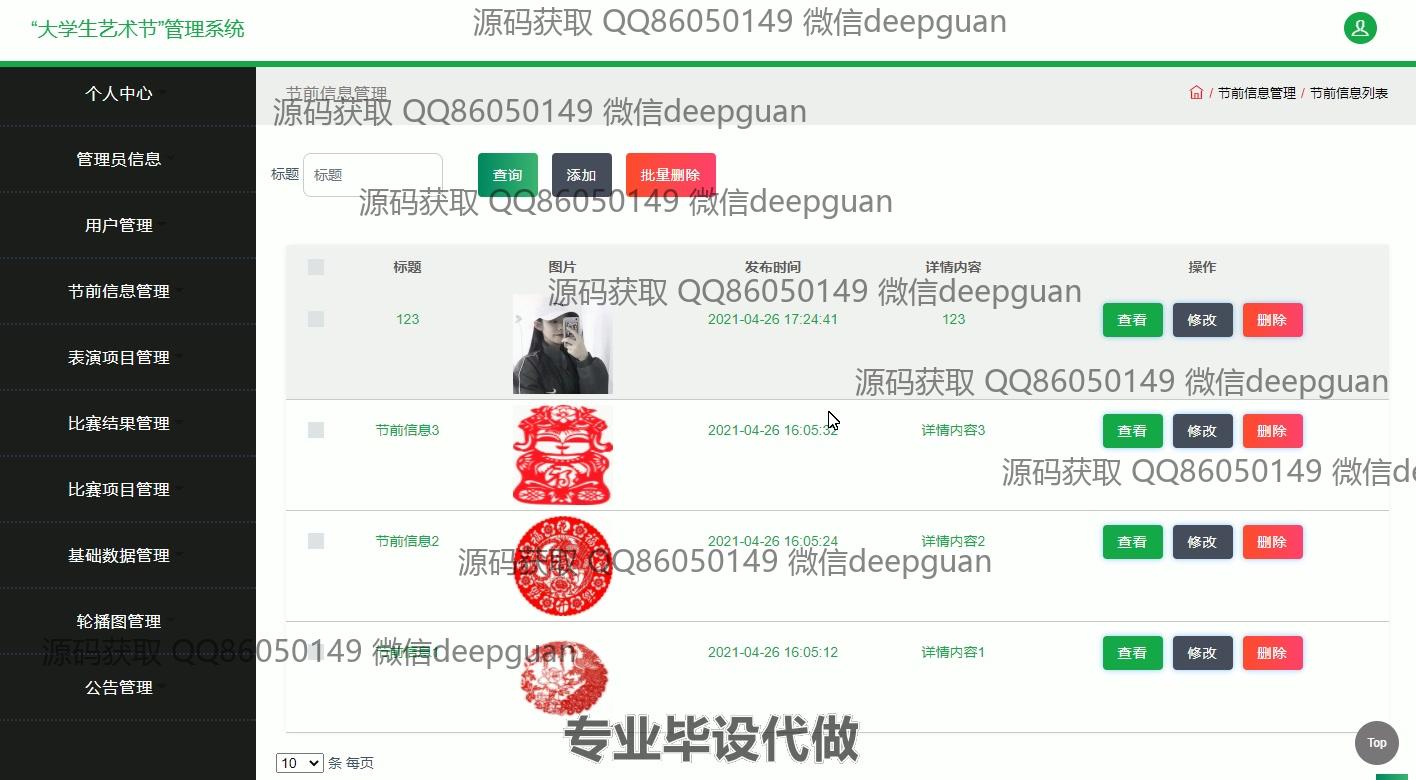 “大学生艺术节”管理系统
源码获取 QQ86050149 微信deepguan
个人中心
管理员信息
用户管理
节前信息管理
表演项目管理
比赛结果管理
比赛项目管理
基础数据管理
轮播图管理
公告管理
节前信息管理
/ 节前信息管理 / 节前信息列表
源码获取 QQ86050149 微信deepguan
标题 标题 查询 添加 批量删除
源码获取 QQ86050149 微信deepguan
标题 图片 发布时间 详情内容 操作
源码获取 QQ86050149 微信deepguan
123 2021-04-26 17:24:41 123 查看 修改 删除
源码获取 QQ86050149 微信deepguan
节前信息3 2021-04-26 16:05:32 详情内容3 查看 修改 删除
源码获取 QQ86050149 微信de
节前信息2 2021-04-26 16:05:24 详情内容2 查看 修改 删除
源码获取 QQ86050149 微信deepguan
节前信息1 2021-04-26 16:05:12 详情内容1 查看 修改 删除
源码获取 QQ86050149 微信deepguan
专业毕设代做
10 条 每页
Top